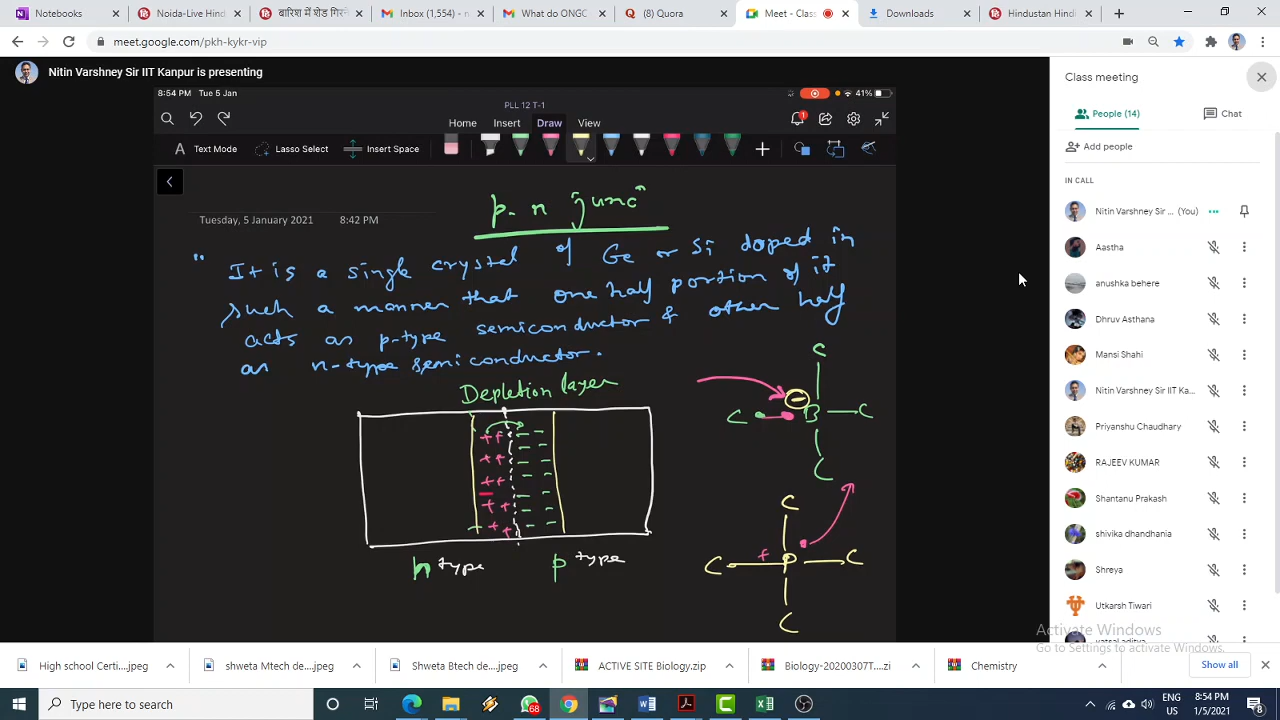 Notebooks
Noida-Live Hind
बारिश में छोड़ गि
Inbox (1,554) - n
What do ONGC
(8) Quora
Meet - Class
Downloads
Hindustan Hind
meet.google.com/pkh-kykr-vip
Nitin Varshney Sir IIT Kanpur is presenting
8:54 PM Tue 5 Jan
41%
PLL 12 T-1
Home Insert Draw View
Text Mode Lasso Select Insert Space
Tuesday, 5 January 2021 8:42 PM
p-n juncⁿ
" It is a single crystal of Ge or Si doped in
such a manner that one half portion of it
acts as p-type semiconductor & other half
as n-type semiconductor.
Depletion layer
n type p type
C
C B C
C
C
C P C
C
Class meeting
People (14)
Chat
Add people
IN CALL
Nitin Varshney Sir ... (You)
Aastha
anushka behere
Dhruv Asthana
Mansi Shahi
Nitin Varshney Sir IIT Ka...
Priyanshu Chaudhary
RAJEEV KUMAR
Shantanu Prakash
shivika dhandhania
Shreya
Utkarsh Tiwari
vatsal aditya
Activate Windows
Go to Settings to activate Windows.
High school Certi....jpeg
shweta Mtech de....jpeg
Shweta Btech de....jpeg
ACTIVE SITE Biology.zip
Biology-20200307T....zi
Chemistry
Show all
Type here to search
68
ENG
US
8:54 PM
1/5/2021
8